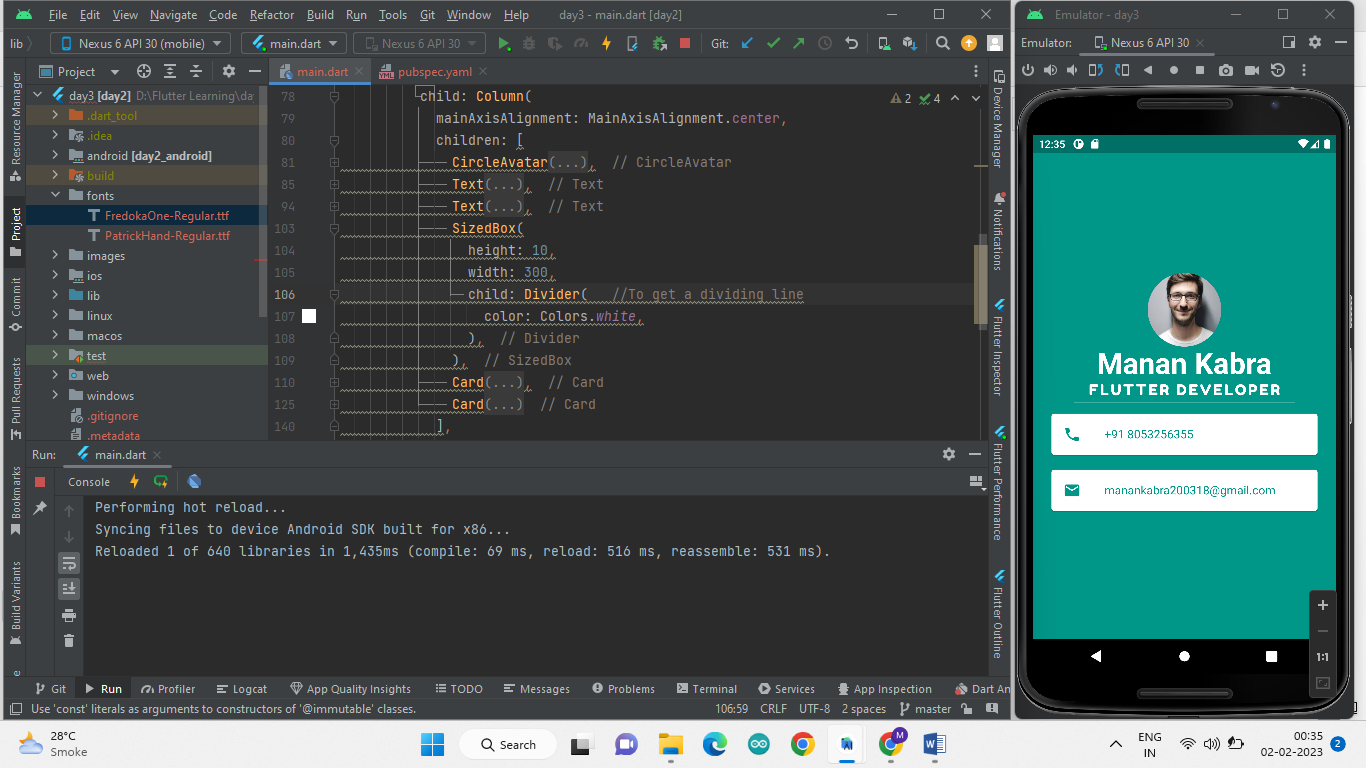 File Edit View Navigate Code Refactor Build Run Tools Git Window Help day3 - main.dart [day2]
lib Nexus 6 API 30 (mobile) main.dart Nexus 6 API 30 Git:
Project main.dart pubspec.yaml
Resource Manager
Project
Commit
Pull Requests
Bookmarks
Build Variants
day3 [day2] D:\Flutter Learning\da
.dart_tool
.idea
android [day2_android]
build
fonts
FredokaOne-Regular.ttf
PatrickHand-Regular.ttf
images
ios
lib
linux
macos
test
web
windows
.gitignore
.metadata
2 4
78 child: Column(
79 mainAxisAlignment: MainAxisAlignment.center,
80 children: [
81 CircleAvatar(...), // CircleAvatar
85 Text(...), // Text
94 Text(...), // Text
103 SizedBox(
104 height: 10,
105 width: 300,
106 child: Divider( //To get a dividing line
107 color: Colors.white,
108 ), // Divider
109 ), // SizedBox
110 Card(...), // Card
125 Card(...) // Card
140 ],
Device Manager
Notifications
Flutter Inspector
Flutter Performance
Flutter Outline
Run: main.dart
Console
Performing hot reload...
Syncing files to device Android SDK built for x86...
Reloaded 1 of 640 libraries in 1,435ms (compile: 69 ms, reload: 516 ms, reassemble: 531 ms).
Git Run Profiler Logcat App Quality Insights TODO Messages Problems Terminal Services App Inspection Dart An
Use 'const' literals as arguments to constructors of '@immutable' classes. 106:59 CRLF UTF-8 2 spaces master
Emulator - day3
Emulator: Nexus 6 API 30
12:35
Manan Kabra
FLUTTER DEVELOPER
+91 8053256355
manankabra200318@gmail.com
1:1
28°C
Smoke
Search
M
W
ENG
IN
00:35
02-02-2023
2